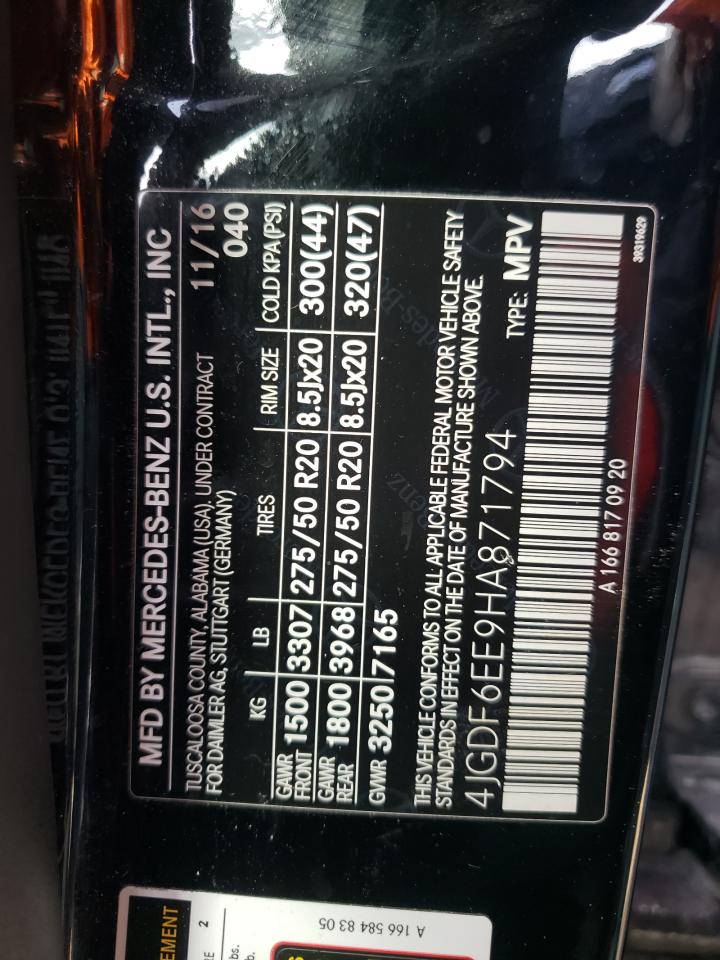 MFD BY MERCEDES-BENZ U.S. INTL., INC
TUSCALOOSA COUNTY, ALABAMA (USA), UNDER CONTRACT 11/16
FOR DAIMLER AG, STUTTGART (GERMANY) 040
KG LB TIRES RIM SIZE COLD KPA(PSI)
GAWR FRONT 1500 3307 275/50 R20 8.5Jx20 300(44)
GAWR REAR 1800 3968 275/50 R20 8.5Jx20 320(47)
GVWR 3250 7165
THIS VEHICLE CONFORMS TO ALL APPLICABLE FEDERAL MOTOR VEHICLE SAFETY
STANDARDS IN EFFECT ON THE DATE OF MANUFACTURE SHOWN ABOVE.
4JGDF6EE9HA871794 TYPE: MPV
A 166 817 09 20
39319629
EMENT
2
bs.
b.
A 166 584 83 05